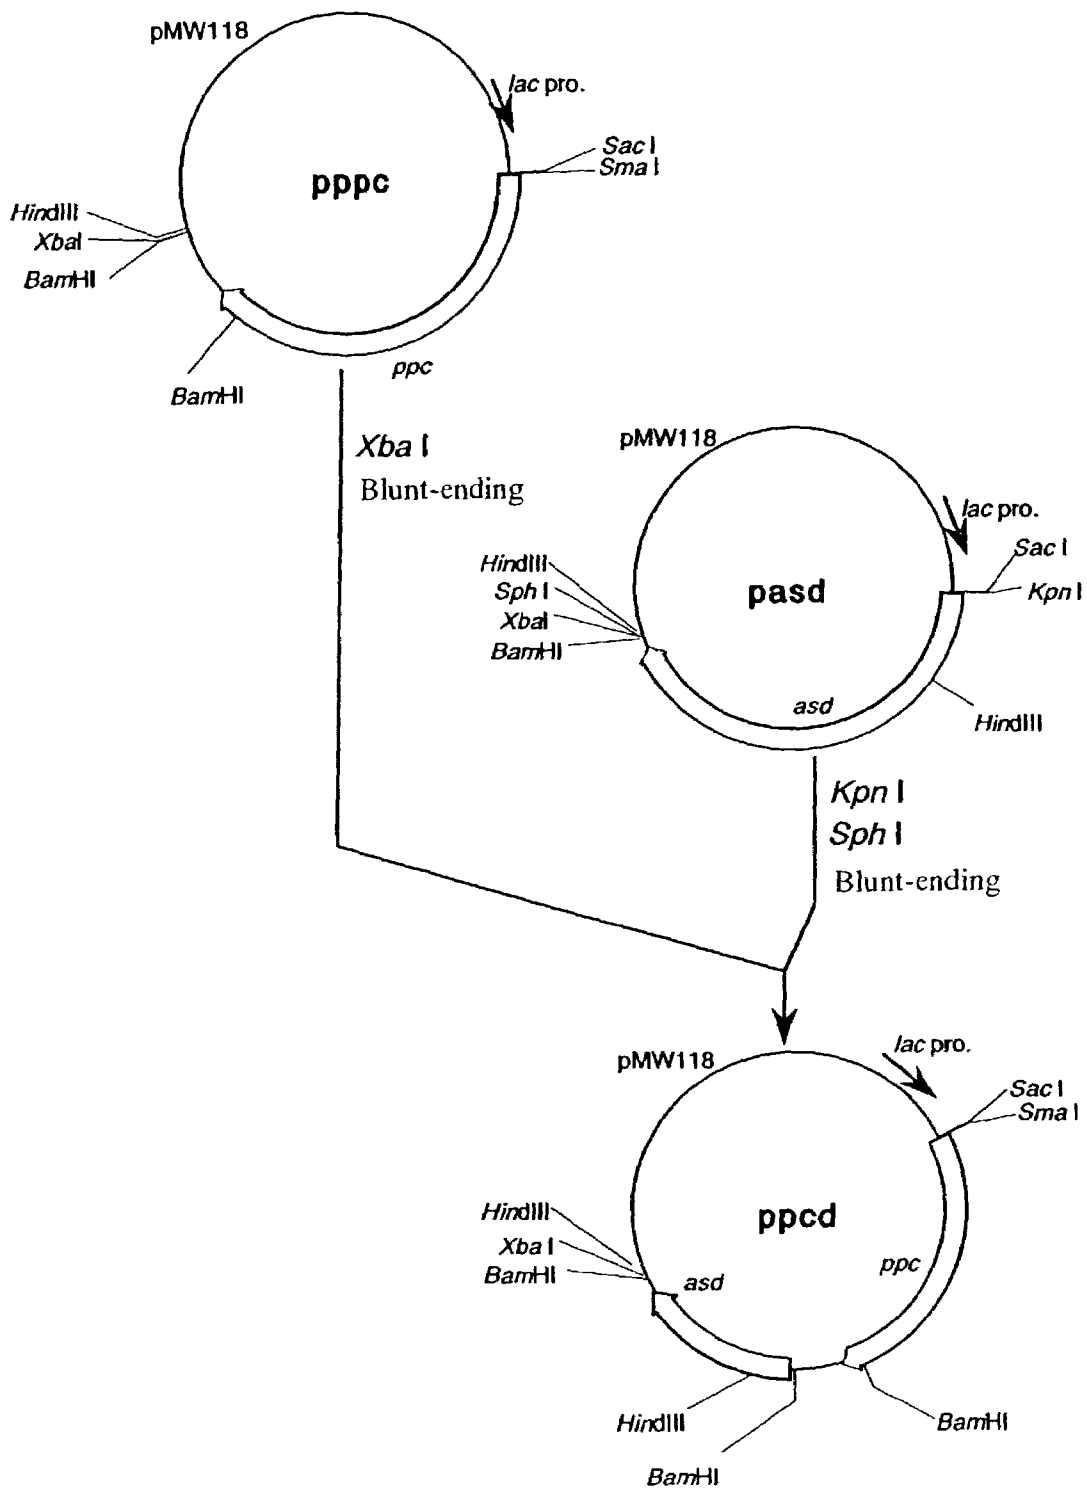 pMW118
lac pro.
Sac I
Sma I
pppc
HindIII
XbaI
BamHI
BamHI
ppc
Xba I
Blunt-ending
pMW118
lac pro.
Sac I
Kpn I
HindIII
Sph I
XbaI
BamHI
pasd
asd
HindIII
Kpn I
Sph I
Blunt-ending
pMW118
lac pro.
Sac I
Sma I
ppcd
HindIII
Xba I
BamHI
asd
ppc
HindIII
BamHI
BamHI